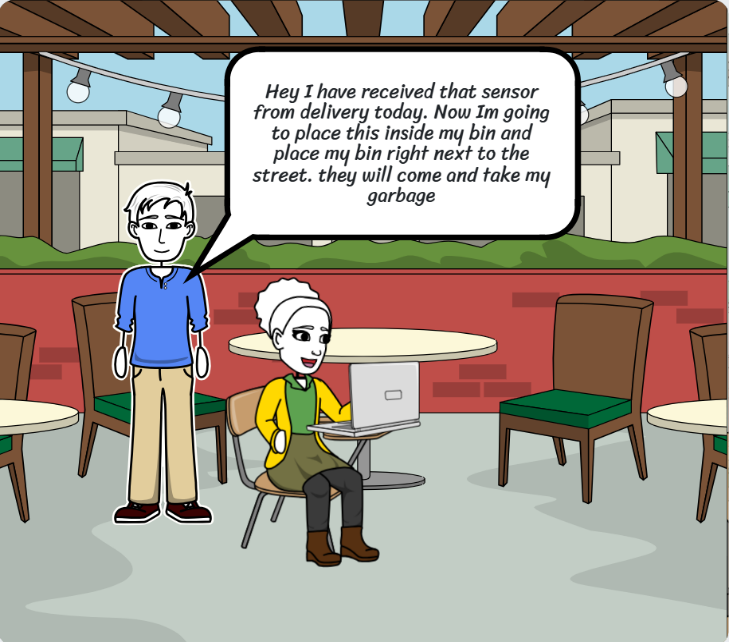 Hey I have received that sensor
from delivery today. Now Im going
to place this inside my bin and
place my bin right next to the
street. they will come and take my
garbage